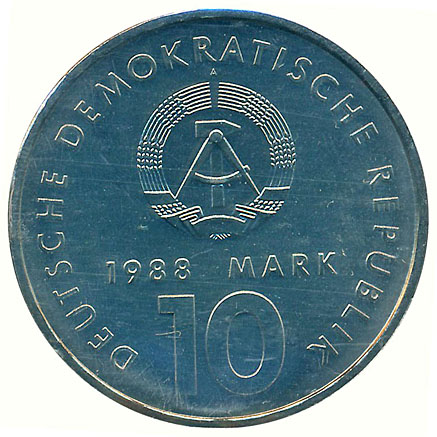 DEUTSCHE DEMOKRATISCHE REPUBLIK
A
1988 MARK
10